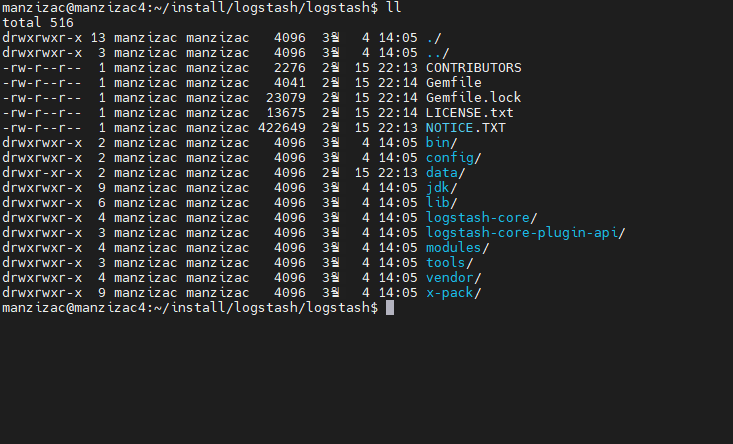 manzizac@manzizac4:~/install/logstash/logstash$ ll
total 516
drwxrwxr-x 13 manzizac manzizac   4096  3월   4 14:05 ./
drwxrwxr-x  3 manzizac manzizac   4096  3월   4 14:05 ../
-rw-r--r--  1 manzizac manzizac   2276  2월  15 22:13 CONTRIBUTORS
-rw-r--r--  1 manzizac manzizac   4041  2월  15 22:14 Gemfile
-rw-r--r--  1 manzizac manzizac  23079  2월  15 22:14 Gemfile.lock
-rw-r--r--  1 manzizac manzizac  13675  2월  15 22:14 LICENSE.txt
-rw-r--r--  1 manzizac manzizac 422649  2월  15 22:13 NOTICE.TXT
drwxrwxr-x  2 manzizac manzizac   4096  3월   4 14:05 bin/
drwxrwxr-x  2 manzizac manzizac   4096  3월   4 14:05 config/
drwxr-xr-x  2 manzizac manzizac   4096  2월  15 22:13 data/
drwxrwxr-x  9 manzizac manzizac   4096  3월   4 14:05 jdk/
drwxrwxr-x  6 manzizac manzizac   4096  3월   4 14:05 lib/
drwxrwxr-x  4 manzizac manzizac   4096  3월   4 14:05 logstash-core/
drwxrwxr-x  3 manzizac manzizac   4096  3월   4 14:05 logstash-core-plugin-api/
drwxrwxr-x  4 manzizac manzizac   4096  3월   4 14:05 modules/
drwxrwxr-x  3 manzizac manzizac   4096  3월   4 14:05 tools/
drwxrwxr-x  4 manzizac manzizac   4096  3월   4 14:05 vendor/
drwxrwxr-x  9 manzizac manzizac   4096  3월   4 14:05 x-pack/
manzizac@manzizac4:~/install/logstash/logstash$